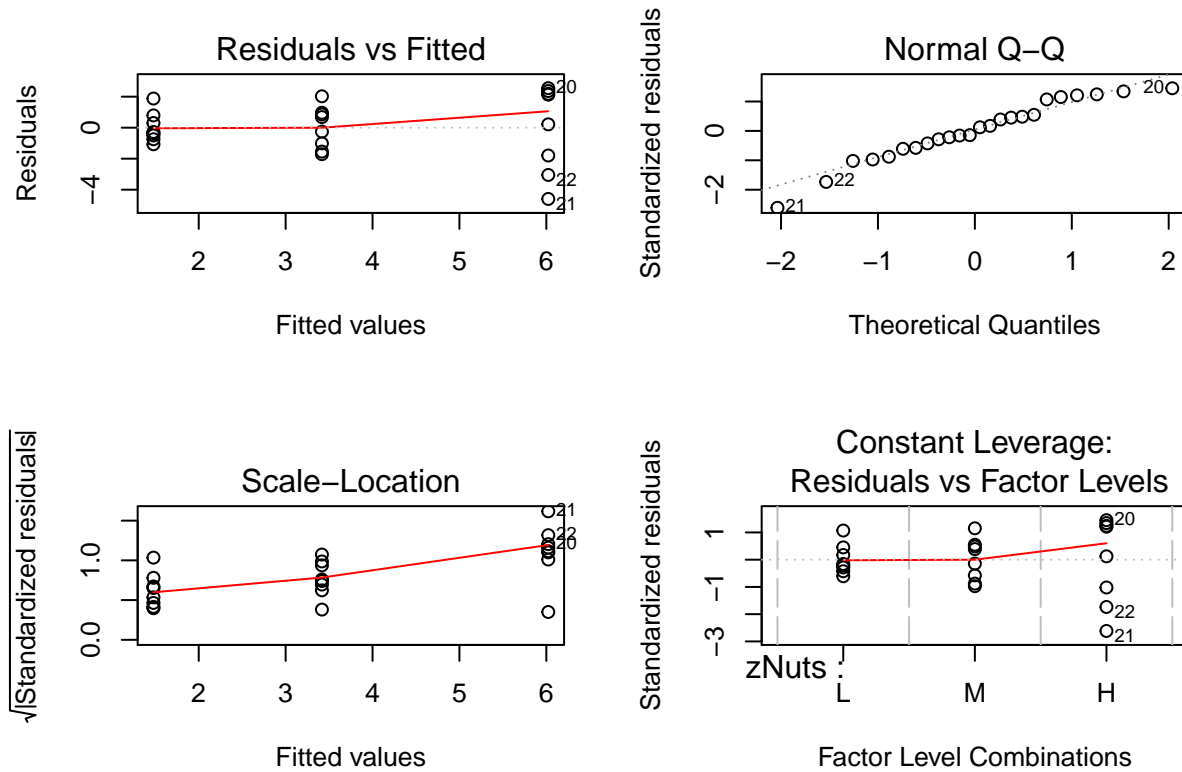 Residuals vs Fitted
Residuals
0
−4
20
22
21
2 3 4 5 6
Fitted values
Normal Q−Q
Standardized residuals
0
−2
20
22
21
−2 −1 0 1 2
Theoretical Quantiles
Scale−Location
√|Standardized residuals|
1.0
0.0
21
22
20
2 3 4 5 6
Fitted values
Constant Leverage:
Residuals vs Factor Levels
Standardized residuals
1
−1
−3
20
22
21
zNuts :
L M H
Factor Level Combinations